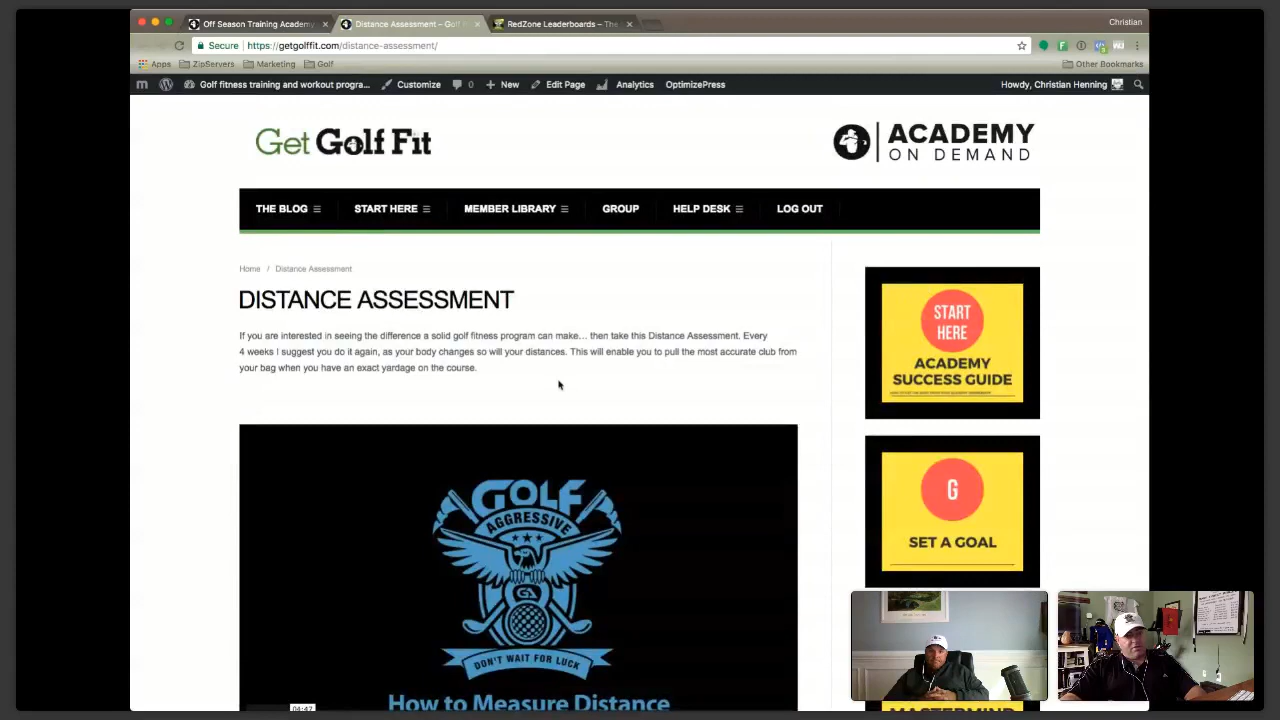 Off Season Training Academy
Distance Assessment – Golf
RedZone Leaderboards – The
Christian
Secure
https://getgolffit.com/distance-assessment/
Apps
ZipServers
Marketing
Golf
Other Bookmarks
Golf fitness training and workout progra...
Customize
0
New
Edit Page
Analytics
OptimizePress
Howdy, Christian Henning
Get Golf Fit
ACADEMY
ON DEMAND
THE BLOG
START HERE
MEMBER LIBRARY
GROUP
HELP DESK
LOG OUT
Home / Distance Assessment
DISTANCE ASSESSMENT
If you are interested in seeing the difference a solid golf fitness program can make… then take this Distance Assessment. Every
4 weeks I suggest you do it again, as your body changes so will your distances. This will enable you to pull the most accurate club from
your bag when you have an exact yardage on the course.
START
HERE
ACADEMY
SUCCESS GUIDE
G
SET A GOAL
GOLF
AGGRESSIVE
GA
DON'T WAIT FOR LUCK
How to Measure Distance
04:47
MASTERMIND